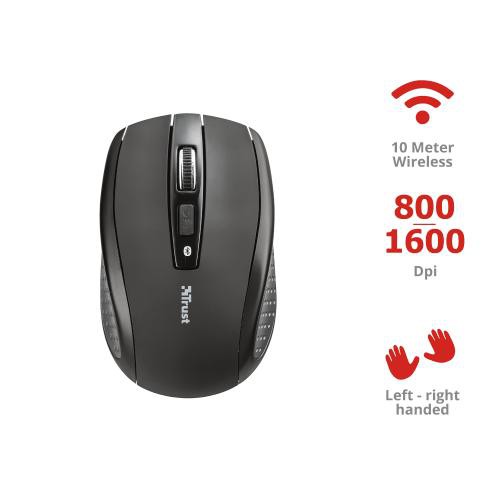 10 Meter
Wireless
800
1600
Dpi
Trust
Left - right
handed